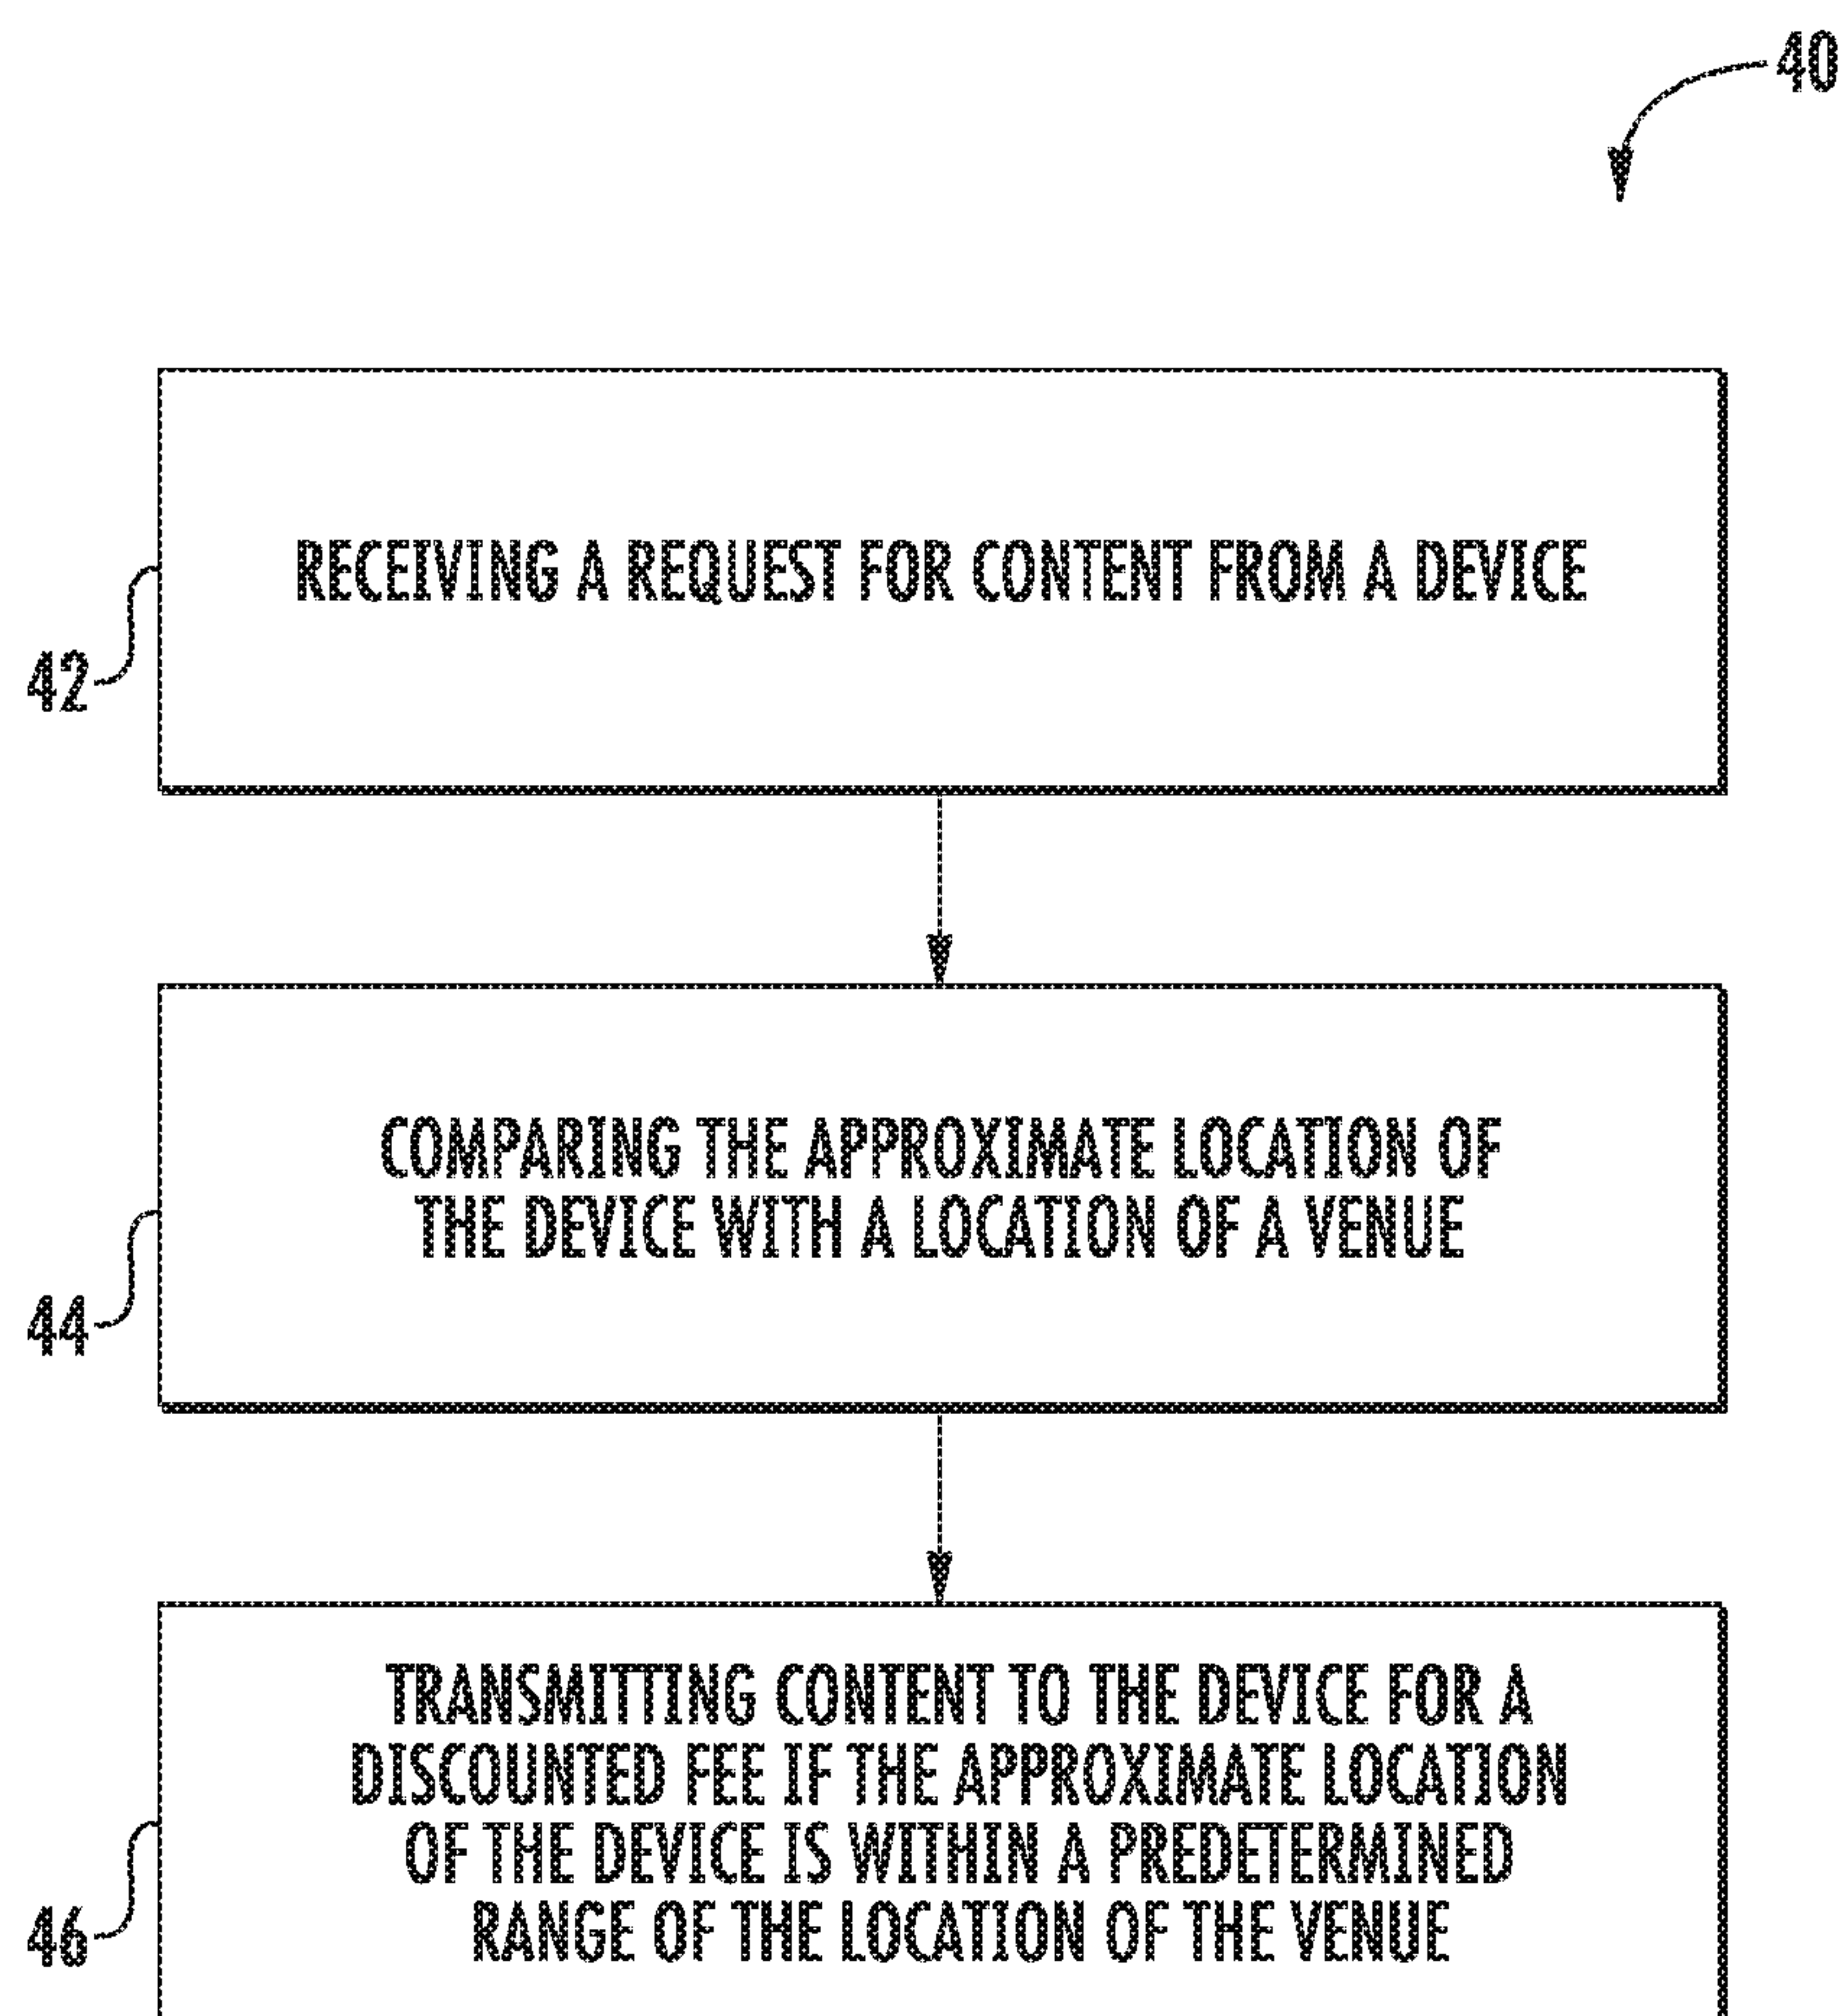 40
RECEIVING A REQUEST FOR CONTENT FROM A DEVICE
42
COMPARING THE APPROXIMATE LOCATION OF
THE DEVICE WITH A LOCATION OF A VENUE
44
TRANSMITTING CONTENT TO THE DEVICE FOR A
DISCOUNTED FEE IF THE APPROXIMATE LOCATION
OF THE DEVICE IS WITHIN A PREDETERMINED
RANGE OF THE LOCATION OF THE VENUE
46